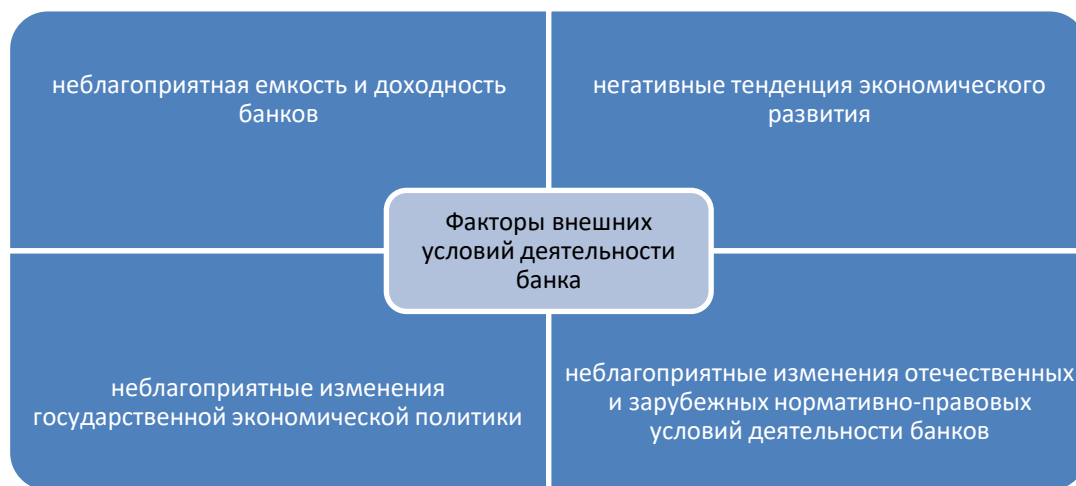 неблагоприятная емкость и доходность
банков
негативные тенденция экономического
развития
Факторы внешних
условий деятельности
банка
неблагоприятные изменения
государственной экономической политики
неблагоприятные изменения отечественных
и зарубежных нормативно-правовых
условий деятельности банков